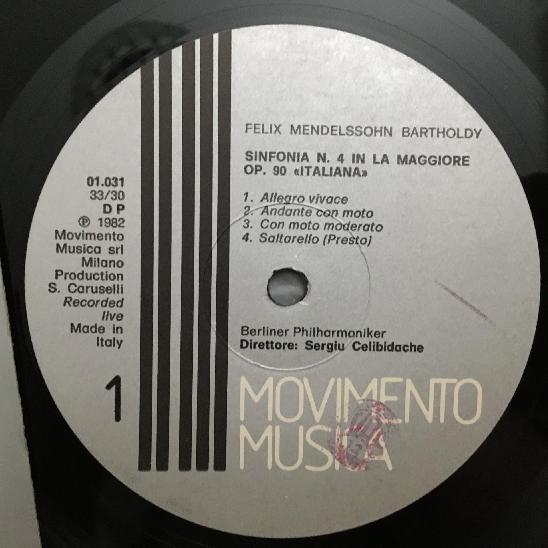 FELIX MENDELSSOHN BARTHOLDY
SINFONIA N. 4 IN LA MAGGIORE
OP. 90 «ITALIANA»
1. Allegro vivace
2. Andante con moto
3. Con moto moderato
4. Saltarello (Presto)
01.031
33/30
D P
℗ 1982
Movimento
Musica srl
Milano
Production
S. Caruselli
Recorded
live
Made in
Italy
Berliner Philharmoniker
Direttore: Sergiu Celibidache
1
MOVIMENTO
MUSICA